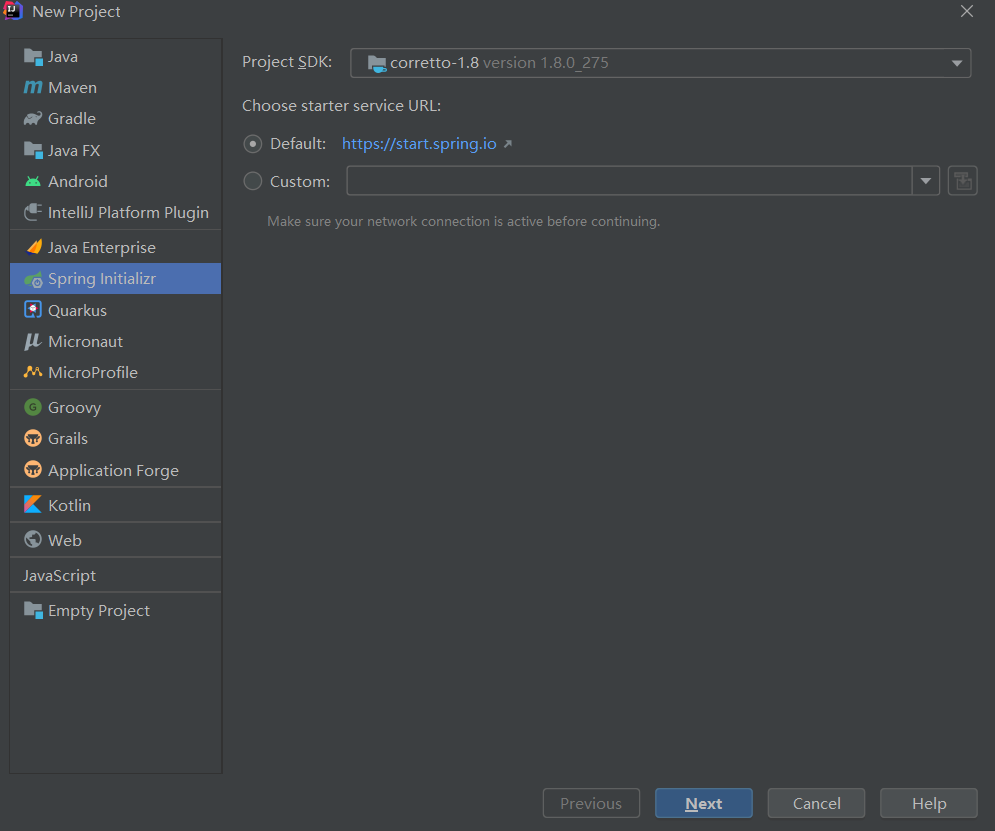 New Project
Java
Maven
Gradle
Java FX
Android
IntelliJ Platform Plugin
Java Enterprise
Spring Initializr
Quarkus
Micronaut
MicroProfile
Groovy
Grails
Application Forge
Kotlin
Web
JavaScript
Empty Project
Project SDK: corretto-1.8 version 1.8.0_275
Choose starter service URL:
Default: https://start.spring.io
Custom:
Make sure your network connection is active before continuing.
Previous Next Cancel Help